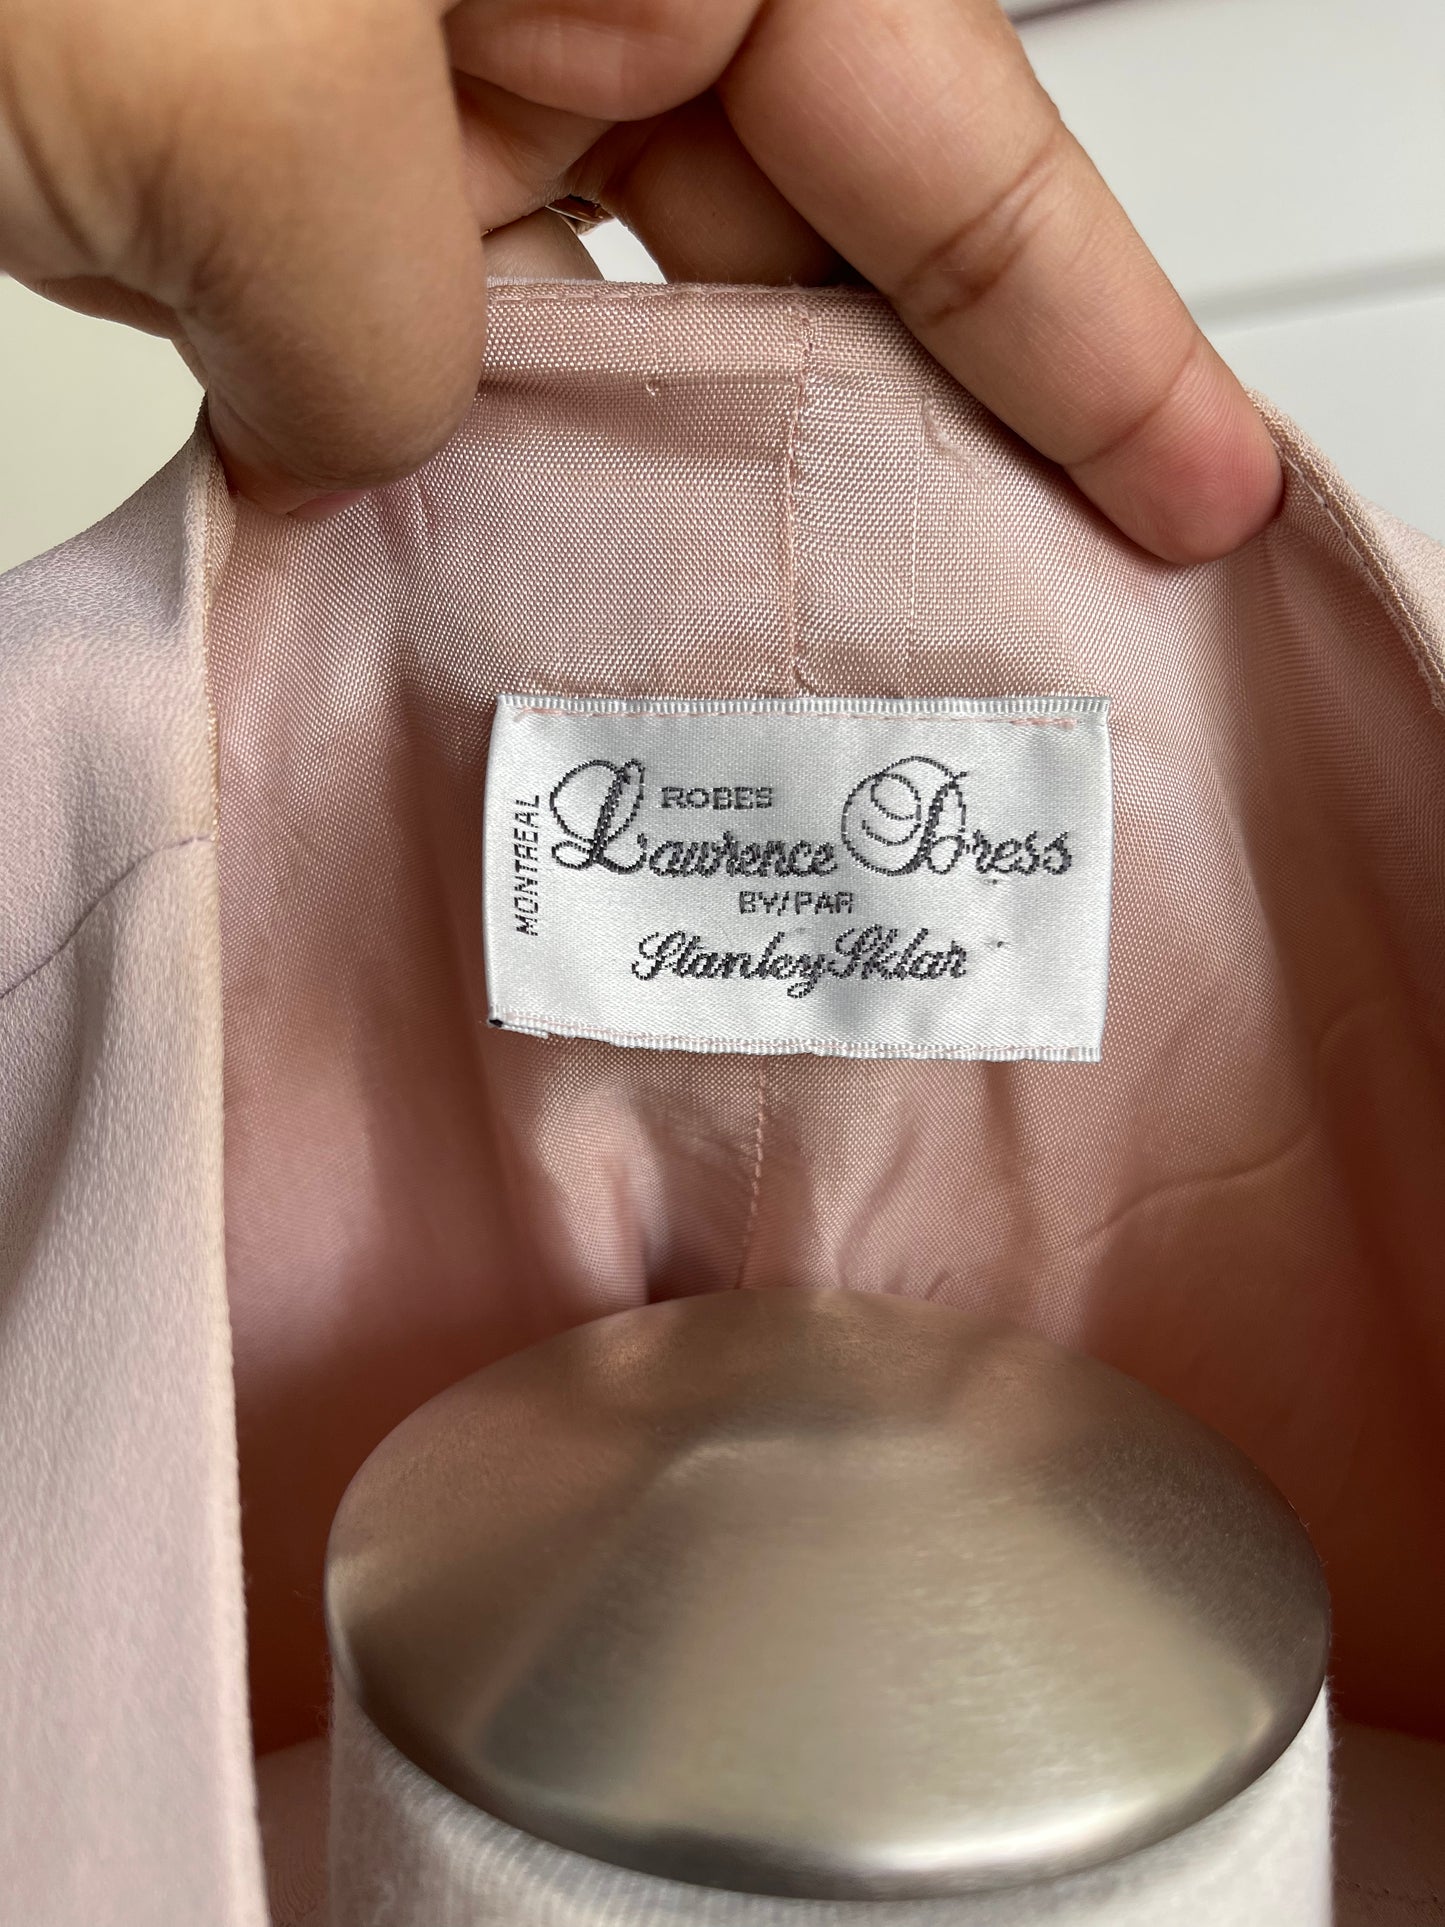 MONTREAL
ROBES
Lawrence Dress
BY/PAR
Stanley Sklar